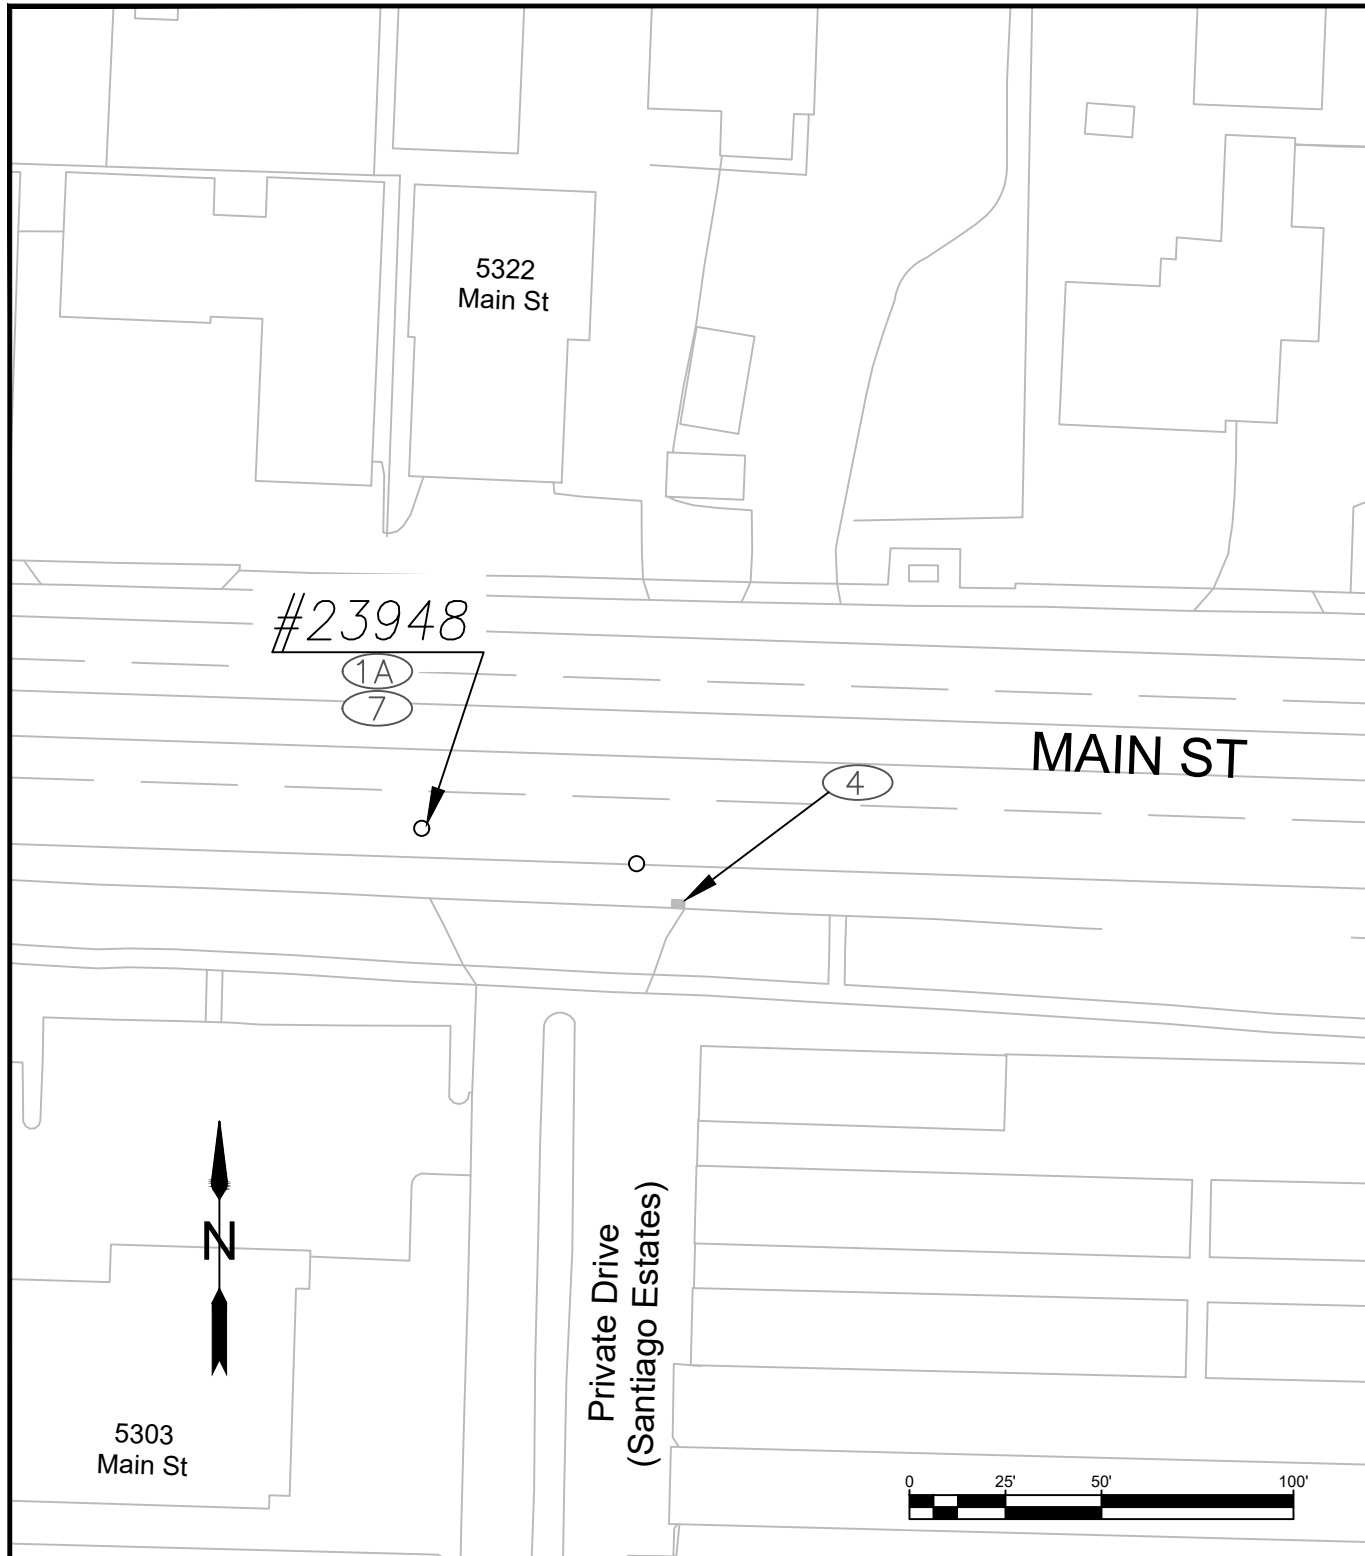 5322
Main St
#23948
1A
7
MAIN ST
4
N
Private Drive
(Santiago Estates)
5303
Main St
0 25' 50' 100'